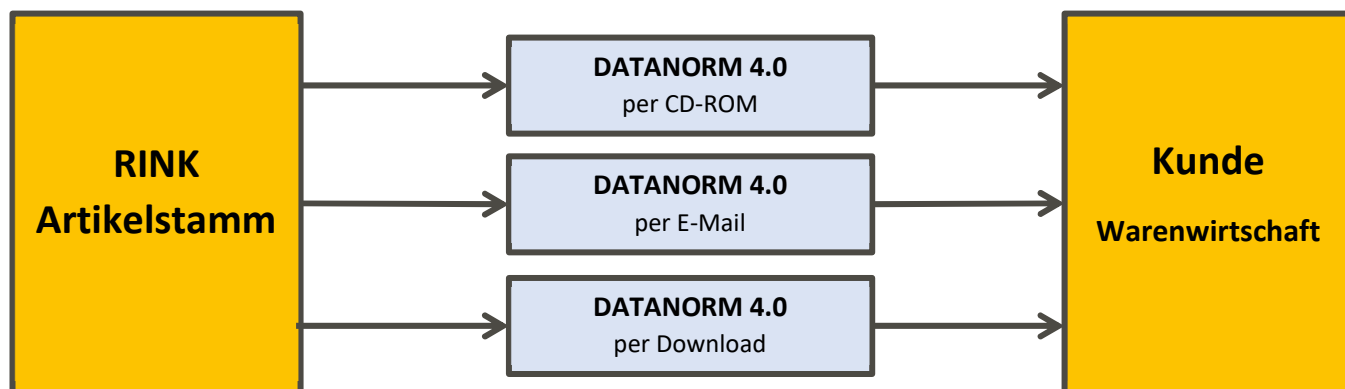 RINK
Artikelstamm
DATANORM 4.0
per CD-ROM
DATANORM 4.0
per E-Mail
DATANORM 4.0
per Download
Kunde
Warenwirtschaft